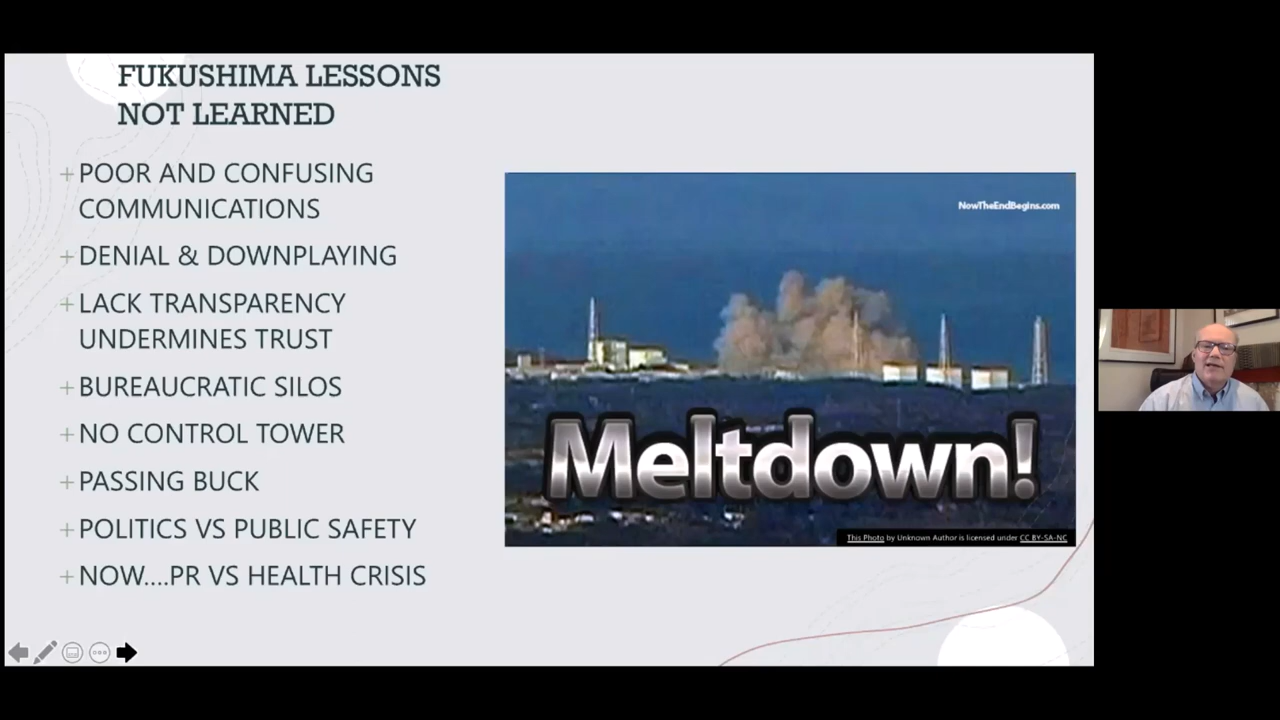 FUKUSHIMA LESSONS
NOT LEARNED
+POOR AND CONFUSING
COMMUNICATIONS
+DENIAL & DOWNPLAYING
+LACK TRANSPARENCY
UNDERMINES TRUST
+BUREAUCRATIC SILOS
+NO CONTROL TOWER
+PASSING BUCK
+POLITICS VS PUBLIC SAFETY
+NOW....PR VS HEALTH CRISIS
NowTheEndBegins.com
Meltdown!
This Photo by Unknown Author is licensed under CC BY-SA-NC